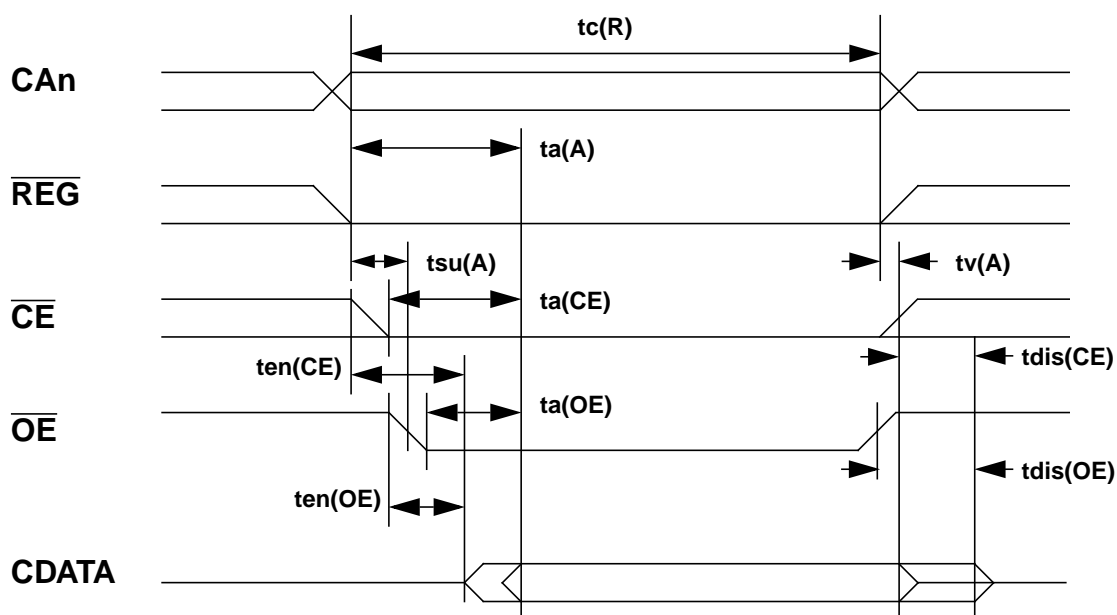 tc(R)
CAn
ta(A)
REG
tsu(A)
tv(A)
CE
ta(CE)
ten(CE)
tdis(CE)
OE
ta(OE)
tdis(OE)
ten(OE)
CDATA